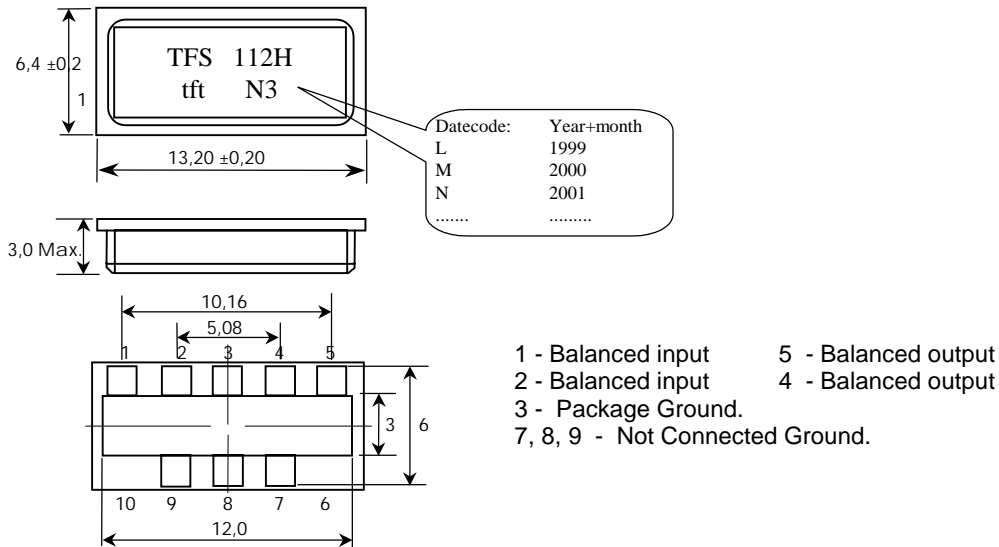 TFS 112H
tft N3
6,4 ±0,2
1
13,20 ±0,20
Datecode: Year+month
L 1999
M 2000
N 2001
....... .........
3,0 Max.
10,16
5,08
1 2 3 4 5
3 6
10 9 8 7 6
12,0
1 - Balanced input 5 - Balanced output
2 - Balanced input 4 - Balanced output
3 - Package Ground.
7, 8, 9 - Not Connected Ground.